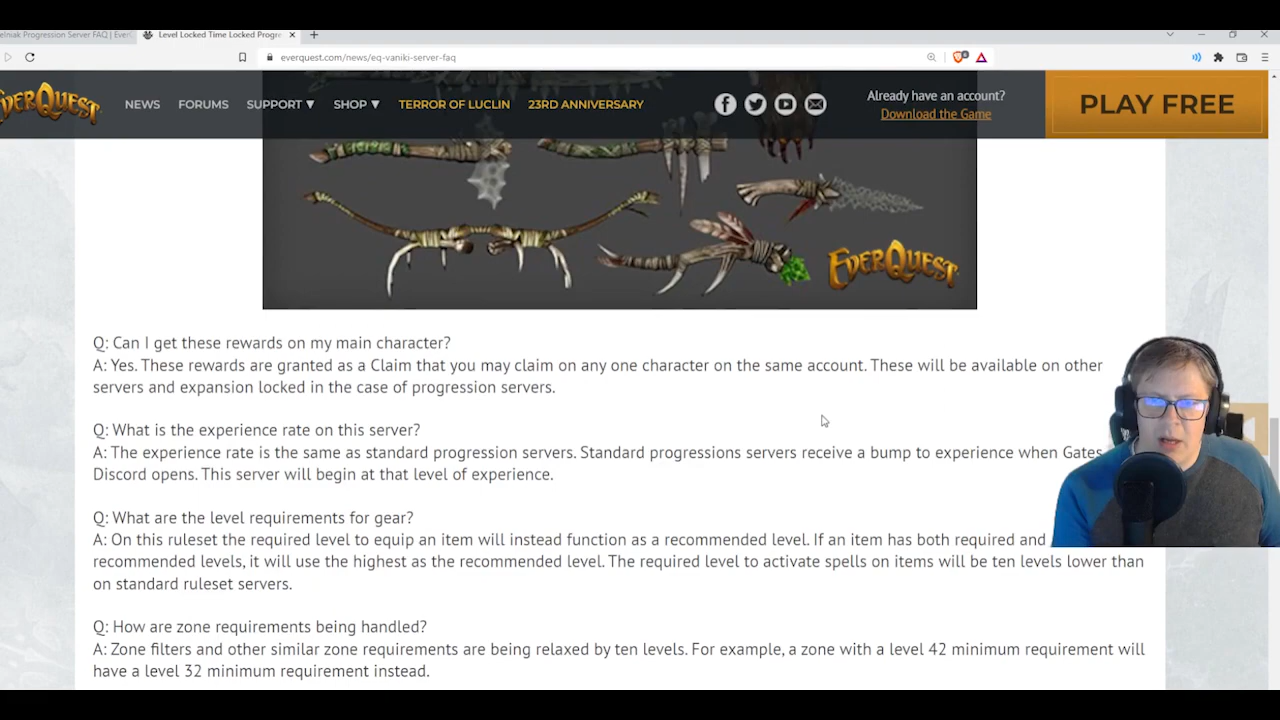 elniak Progression Server FAQ | Ever
Level Locked Time Locked Progre
everquest.com/news/eq-vaniki-server-faq
EVERQUEST
NEWS
FORUMS
SUPPORT ▼
SHOP ▼
TERROR OF LUCLIN
23RD ANNIVERSARY
Already have an account?
Download the Game
PLAY FREE
EVERQUEST
Q: Can I get these rewards on my main character?
A: Yes. These rewards are granted as a Claim that you may claim on any one character on the same account. These will be available on other
servers and expansion locked in the case of progression servers.
Q: What is the experience rate on this server?
A: The experience rate is the same as standard progression servers. Standard progressions servers receive a bump to experience when Gates
Discord opens. This server will begin at that level of experience.
Q: What are the level requirements for gear?
A: On this ruleset the required level to equip an item will instead function as a recommended level. If an item has both required and
recommended levels, it will use the highest as the recommended level. The required level to activate spells on items will be ten levels lower than
on standard ruleset servers.
Q: How are zone requirements being handled?
A: Zone filters and other similar zone requirements are being relaxed by ten levels. For example, a zone with a level 42 minimum requirement will
have a level 32 minimum requirement instead.